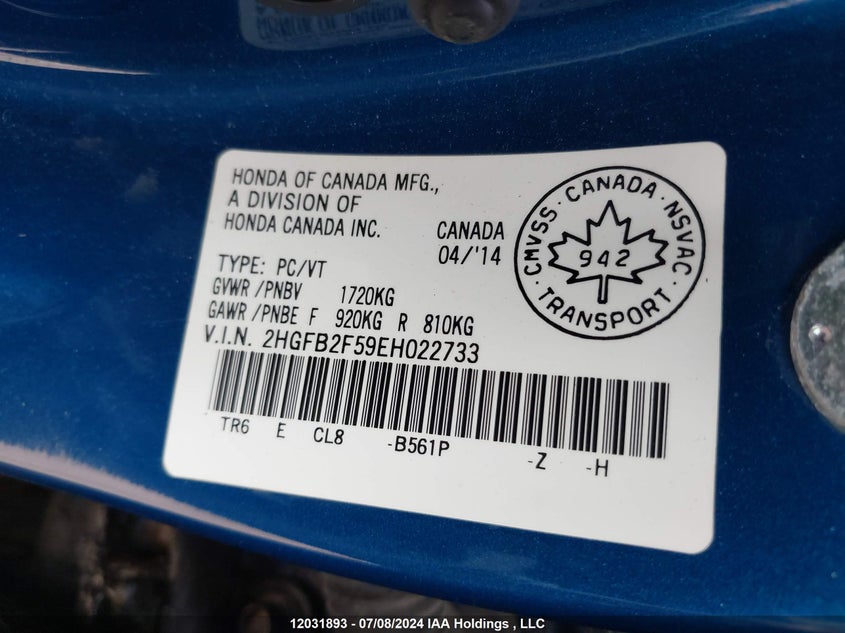 HONDA OF CANADA MFG.,
A DIVISION OF
HONDA CANADA INC. CANADA
04/'14
TYPE: PC/VT
GVWR/PNBV 1720KG
GAWR/PNBE F 920KG R 810KG
V.I.N. 2HGFB2F59EH022733
TR6 E CL8 -B561P -Z -H
CMVSS · CANADA · NSVAC ·
942
TRANSPORT
12031893 - 07/08/2024 IAA Holdings , LLC